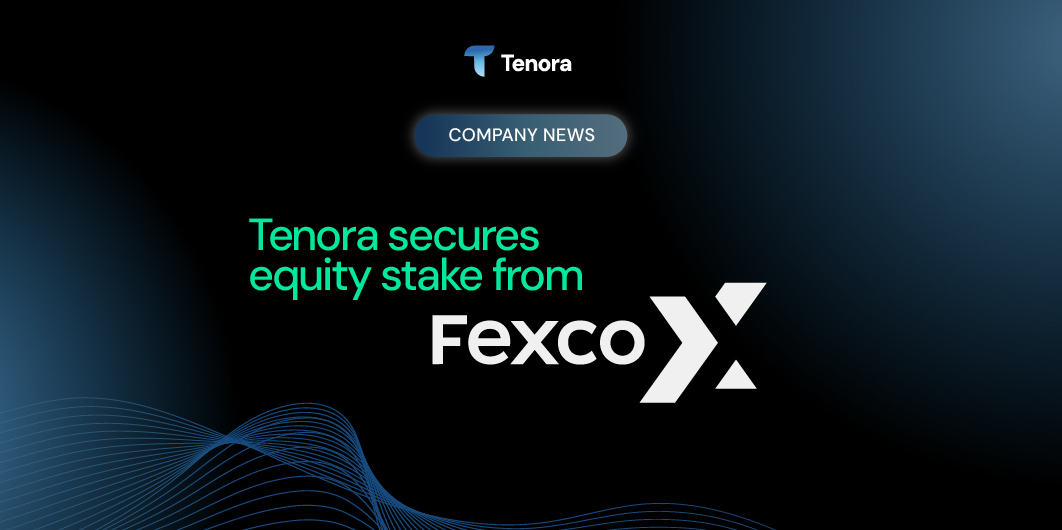 Tenora
COMPANY NEWS
Tenora secures
equity stake from
Fexco